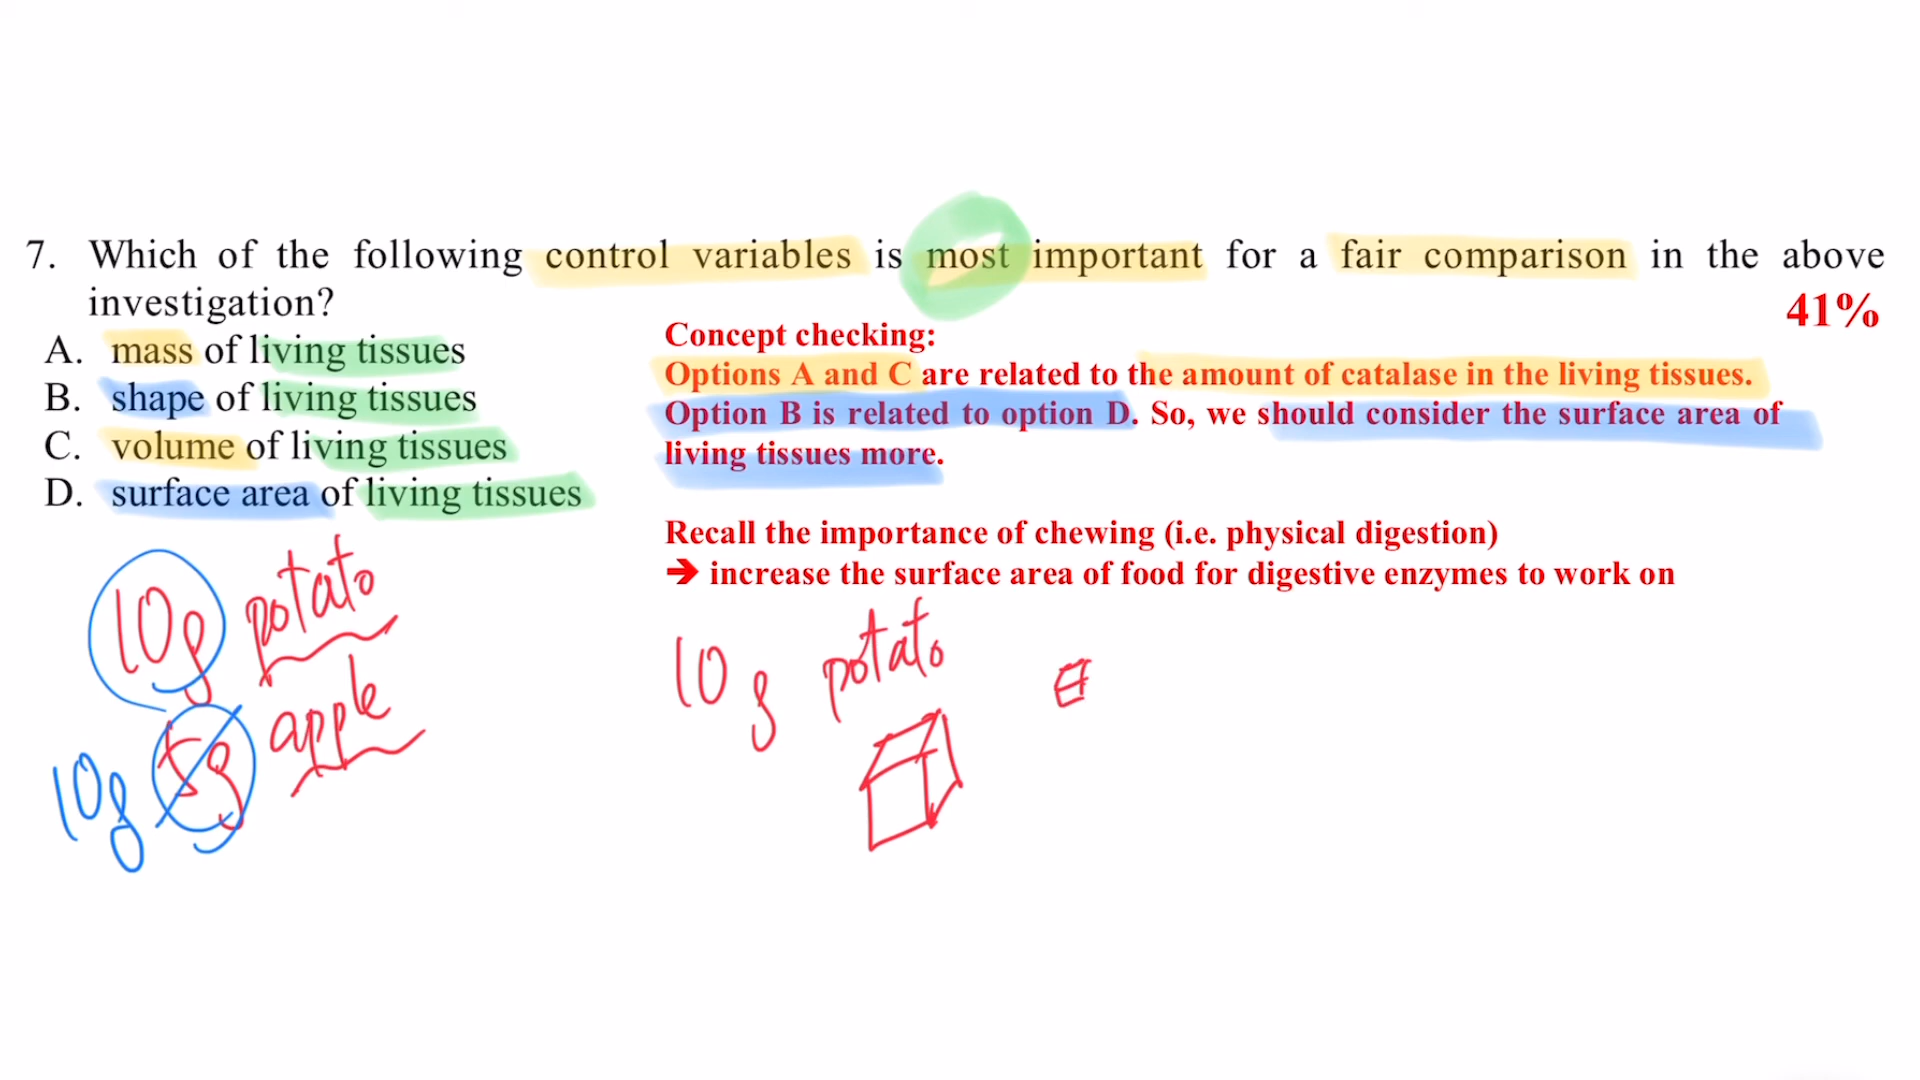 7. Which of the following control variables is most important for a fair comparison in the above
investigation?
41%
A. mass of living tissues
B. shape of living tissues
C. volume of living tissues
D. surface area of living tissues
Concept checking:
Options A and C are related to the amount of catalase in the living tissues.
Option B is related to option D. So, we should consider the surface area of
living tissues more.
Recall the importance of chewing (i.e. physical digestion)
➔ increase the surface area of food for digestive enzymes to work on
10g potato
10g 5g apple
10g potato